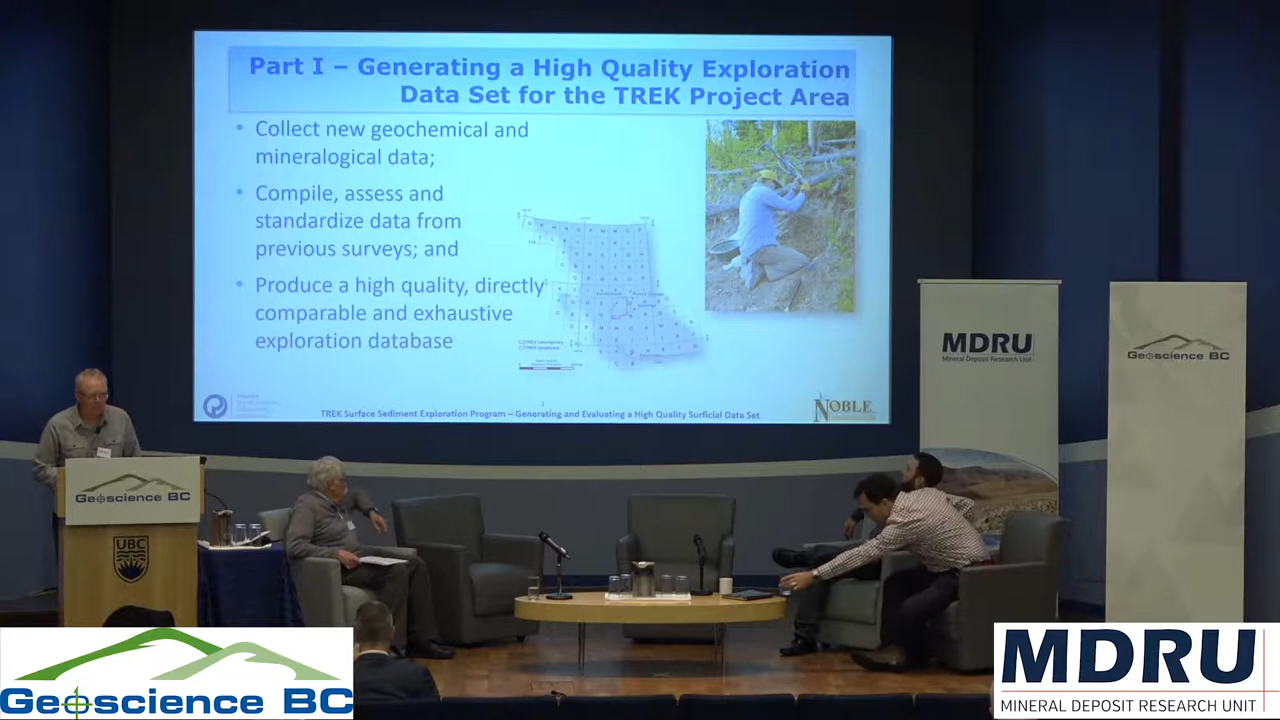 Part I – Generating a High Quality Exploration
Data Set for the TREK Project Area
• Collect new geochemical and
mineralogical data;
• Compile, assess and
standardize data from
previous surveys; and
• Produce a high quality, directly
comparable and exhaustive
exploration database
TREK Surface Sediment Exploration Program – Generating and Evaluating a High Quality Surficial Data Set
NOBLE
MDRU
Mineral Deposit Research Unit
Geoscience BC
Geoscience BC
UBC
Geoscience BC
MDRU
MINERAL DEPOSIT RESEARCH UNIT